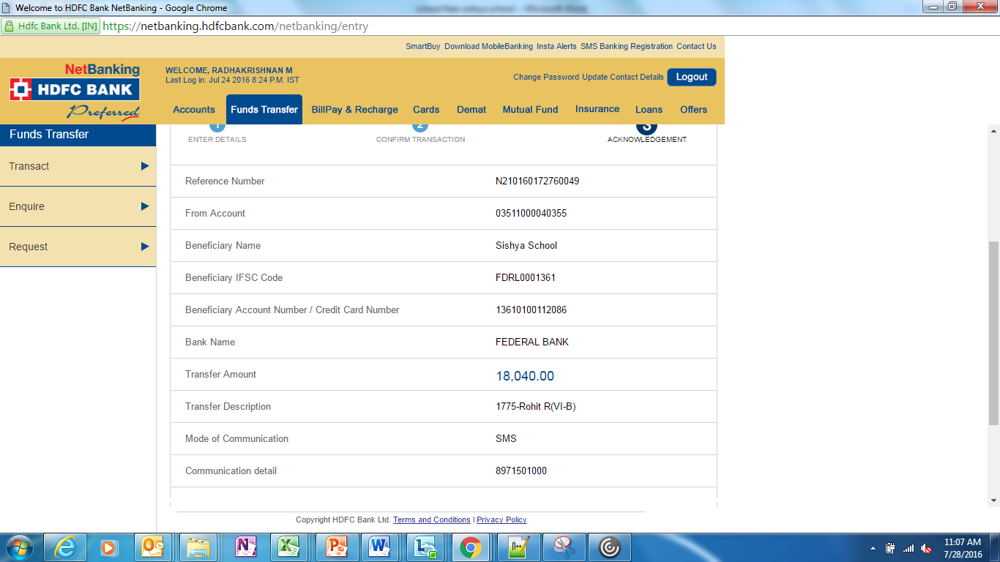 Welcome to HDFC Bank NetBanking - Google Chrome
Hdfc Bank Ltd. [IN] https://netbanking.hdfcbank.com/netbanking/entry
SmartBuy Download MobileBanking Insta Alerts SMS Banking Registration Contact Us
NetBanking
HDFC BANK
Preferred
WELCOME, RADHAKRISHNAN M
Last Log in: Jul 24 2016 8:24 P.M. IST
Change Password Update Contact Details Logout
Accounts Funds Transfer BillPay & Recharge Cards Demat Mutual Fund Insurance Loans Offers
Funds Transfer
Transact
Enquire
Request
1 2 3
ENTER DETAILS CONFIRM TRANSACTION ACKNOWLEDGEMENT
Reference Number N210160172760049
From Account 03511000040355
Beneficiary Name Sishya School
Beneficiary IFSC Code FDRL0001361
Beneficiary Account Number / Credit Card Number 13610100112086
Bank Name FEDERAL BANK
Transfer Amount 18,040.00
Transfer Description 1775-Rohit R(VI-B)
Mode of Communication SMS
Communication detail 8971501000
Copyright HDFC Bank Ltd. Terms and Conditions | Privacy Policy
11:07 AM
7/28/2016